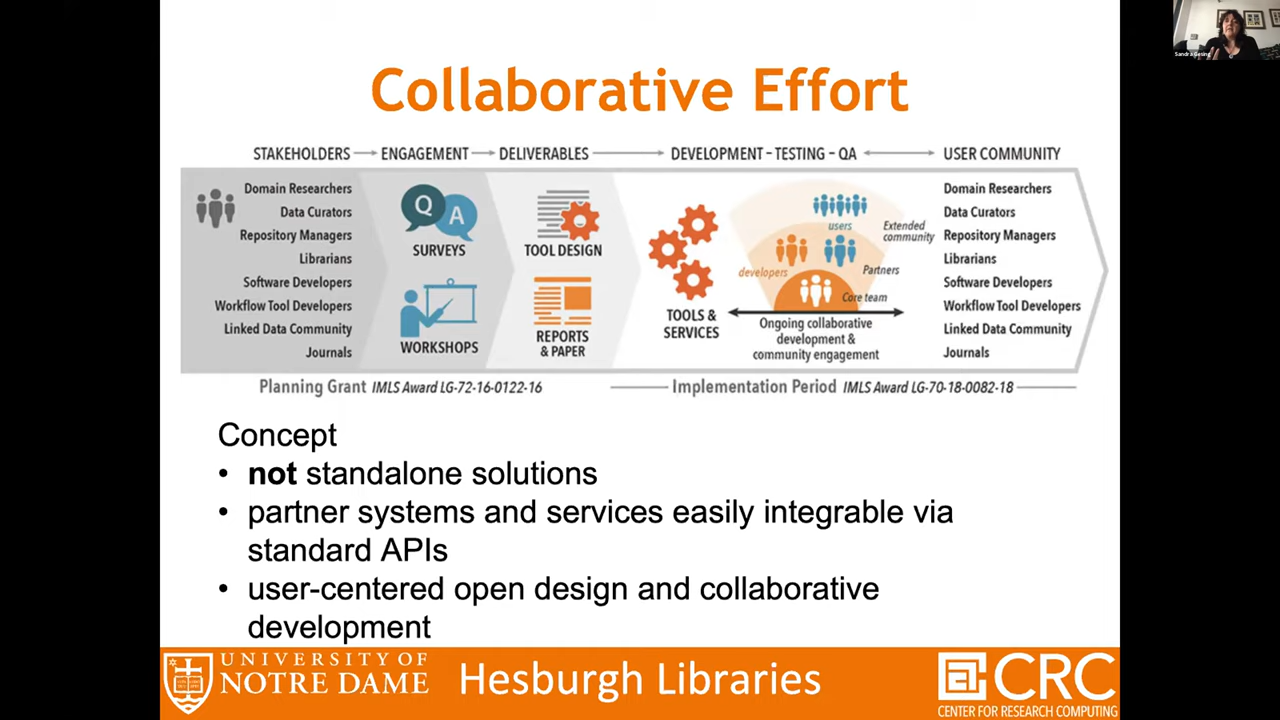 Sandra Gesing
Collaborative Effort
STAKEHOLDERS ENGAGEMENT DELIVERABLES DEVELOPMENT – TESTING – QA USER COMMUNITY
Domain Researchers
Data Curators
Repository Managers
Librarians
Software Developers
Workflow Tool Developers
Linked Data Community
Journals
Q A
SURVEYS
WORKSHOPS
TOOL DESIGN
REPORTS
& PAPER
TOOLS &
SERVICES
users
Extended
community
developers
Partners
Core team
Ongoing collaborative
development &
community engagement
Domain Researchers
Data Curators
Repository Managers
Librarians
Software Developers
Workflow Tool Developers
Linked Data Community
Journals
Planning Grant IMLS Award LG-72-16-0122-16
Implementation Period IMLS Award LG-70-18-0082-18
Concept
• not standalone solutions
• partner systems and services easily integrable via
standard APIs
• user-centered open design and collaborative
development
UNIVERSITY OF
NOTRE DAME
Hesburgh Libraries
CRC
CENTER FOR RESEARCH COMPUTING